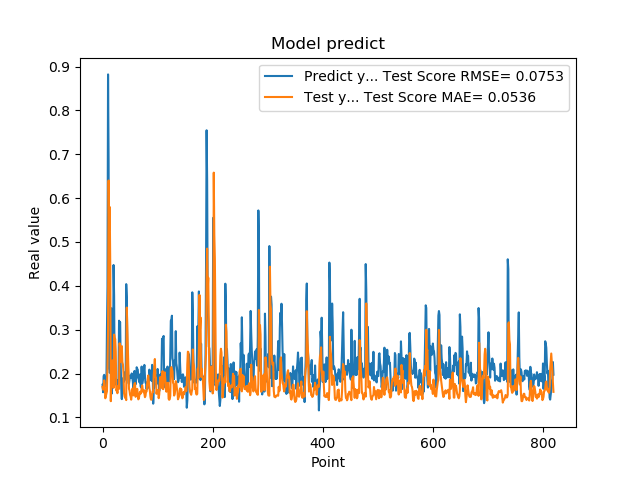 Model predict
Predict y... Test Score RMSE= 0.0753
Test y... Test Score MAE= 0.0536
0.9
0.8
0.7
0.6
0.5
0.4
0.3
0.2
0.1
Real value
0 200 400 600 800
Point